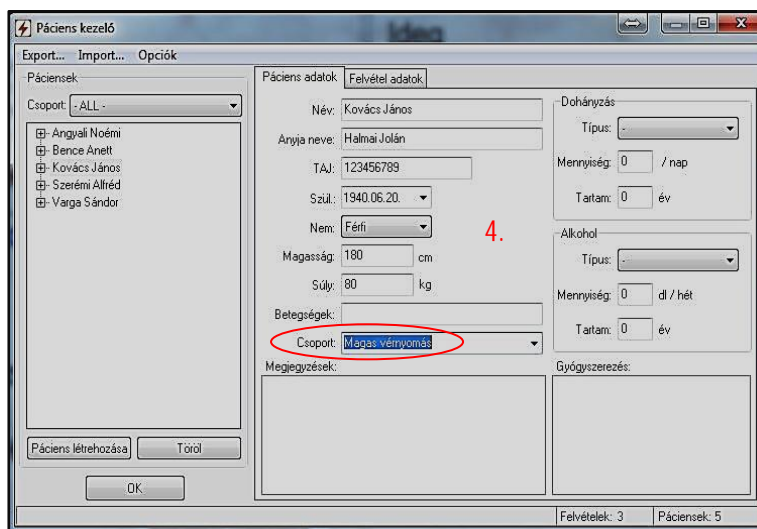 Ideg
Páciens kezelő
Export... Import... Opciók
Páciensek
Csoport: - ALL -
Angyali Noémi
Bence Anett
Kovács János
Szerémi Alfréd
Varga Sándor
Páciens létrehozása
Töröl
OK
Páciens adatok
Felvétel adatok
Név: Kovács János
Anyja neve: Halmai Jolán
TAJ: 123456789
Szül.: 1940.06.20.
Nem: Férfi
4.
Magasság: 180 cm
Súly: 80 kg
Betegségek:
Csoport: Magas vérnyomás
Megjegyzések:
Dohányzás
Típus: -
Mennyiség: 0 / nap
Tartam: 0 év
Alkohol
Típus: -
Mennyiség: 0 dl / hét
Tartam: 0 év
Gyógyszerezés:
Felvételek: 3
Páciensek: 5